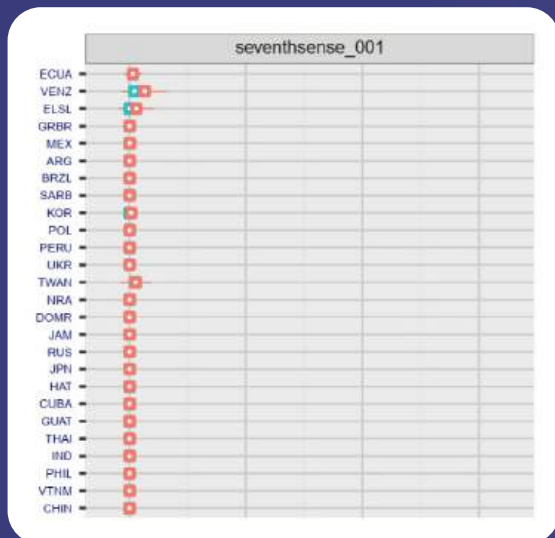 seventhsense_001
ECUA
VENZ
ELSL
GRBR
MEX
ARG
BRZL
SARB
KOR
POL
PERU
UKR
TWAN
NRA
DOMR
JAM
RUS
JPN
HAT
CUBA
GUAT
THAI
IND
PHIL
VTNM
CHIN